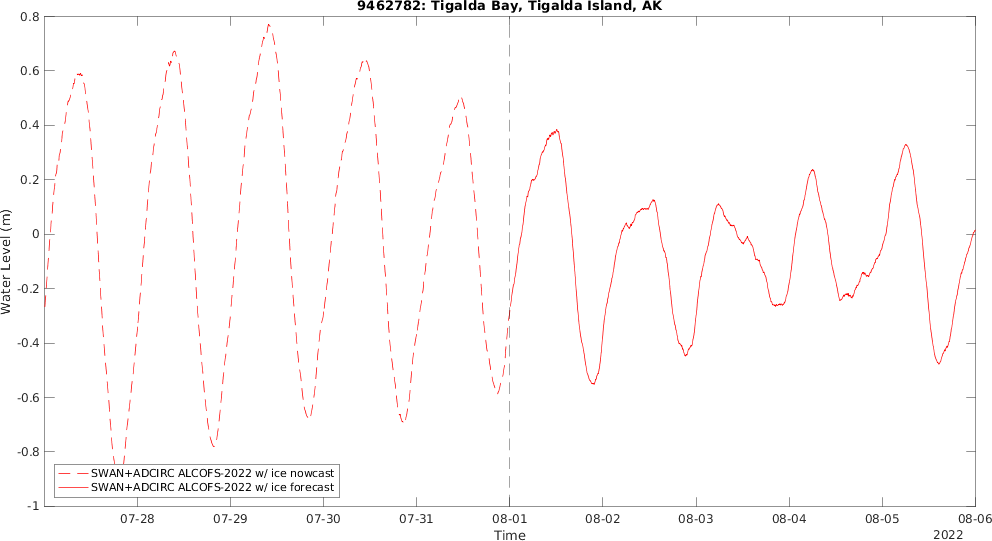 9462782: Tigalda Bay, Tigalda Island, AK
0.8
0.6
0.4
0.2
0
-0.2
-0.4
-0.6
-0.8
-1
Water Level (m)
SWAN+ADCIRC ALCOFS-2022 w/ ice nowcast
SWAN+ADCIRC ALCOFS-2022 w/ ice forecast
07-28 07-29 07-30 07-31 08-01 08-02 08-03 08-04 08-05 08-06
Time
2022